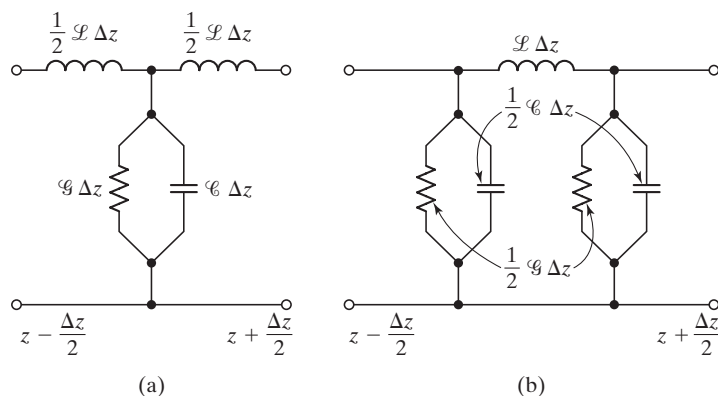 ½ ℒ Δz ½ ℒ Δz
𝒢 Δz 𝒞 Δz
z − Δz/2 z + Δz/2
(a)
ℒ Δz
½ 𝒞 Δz
½ 𝒢 Δz
z − Δz/2 z + Δz/2
(b)